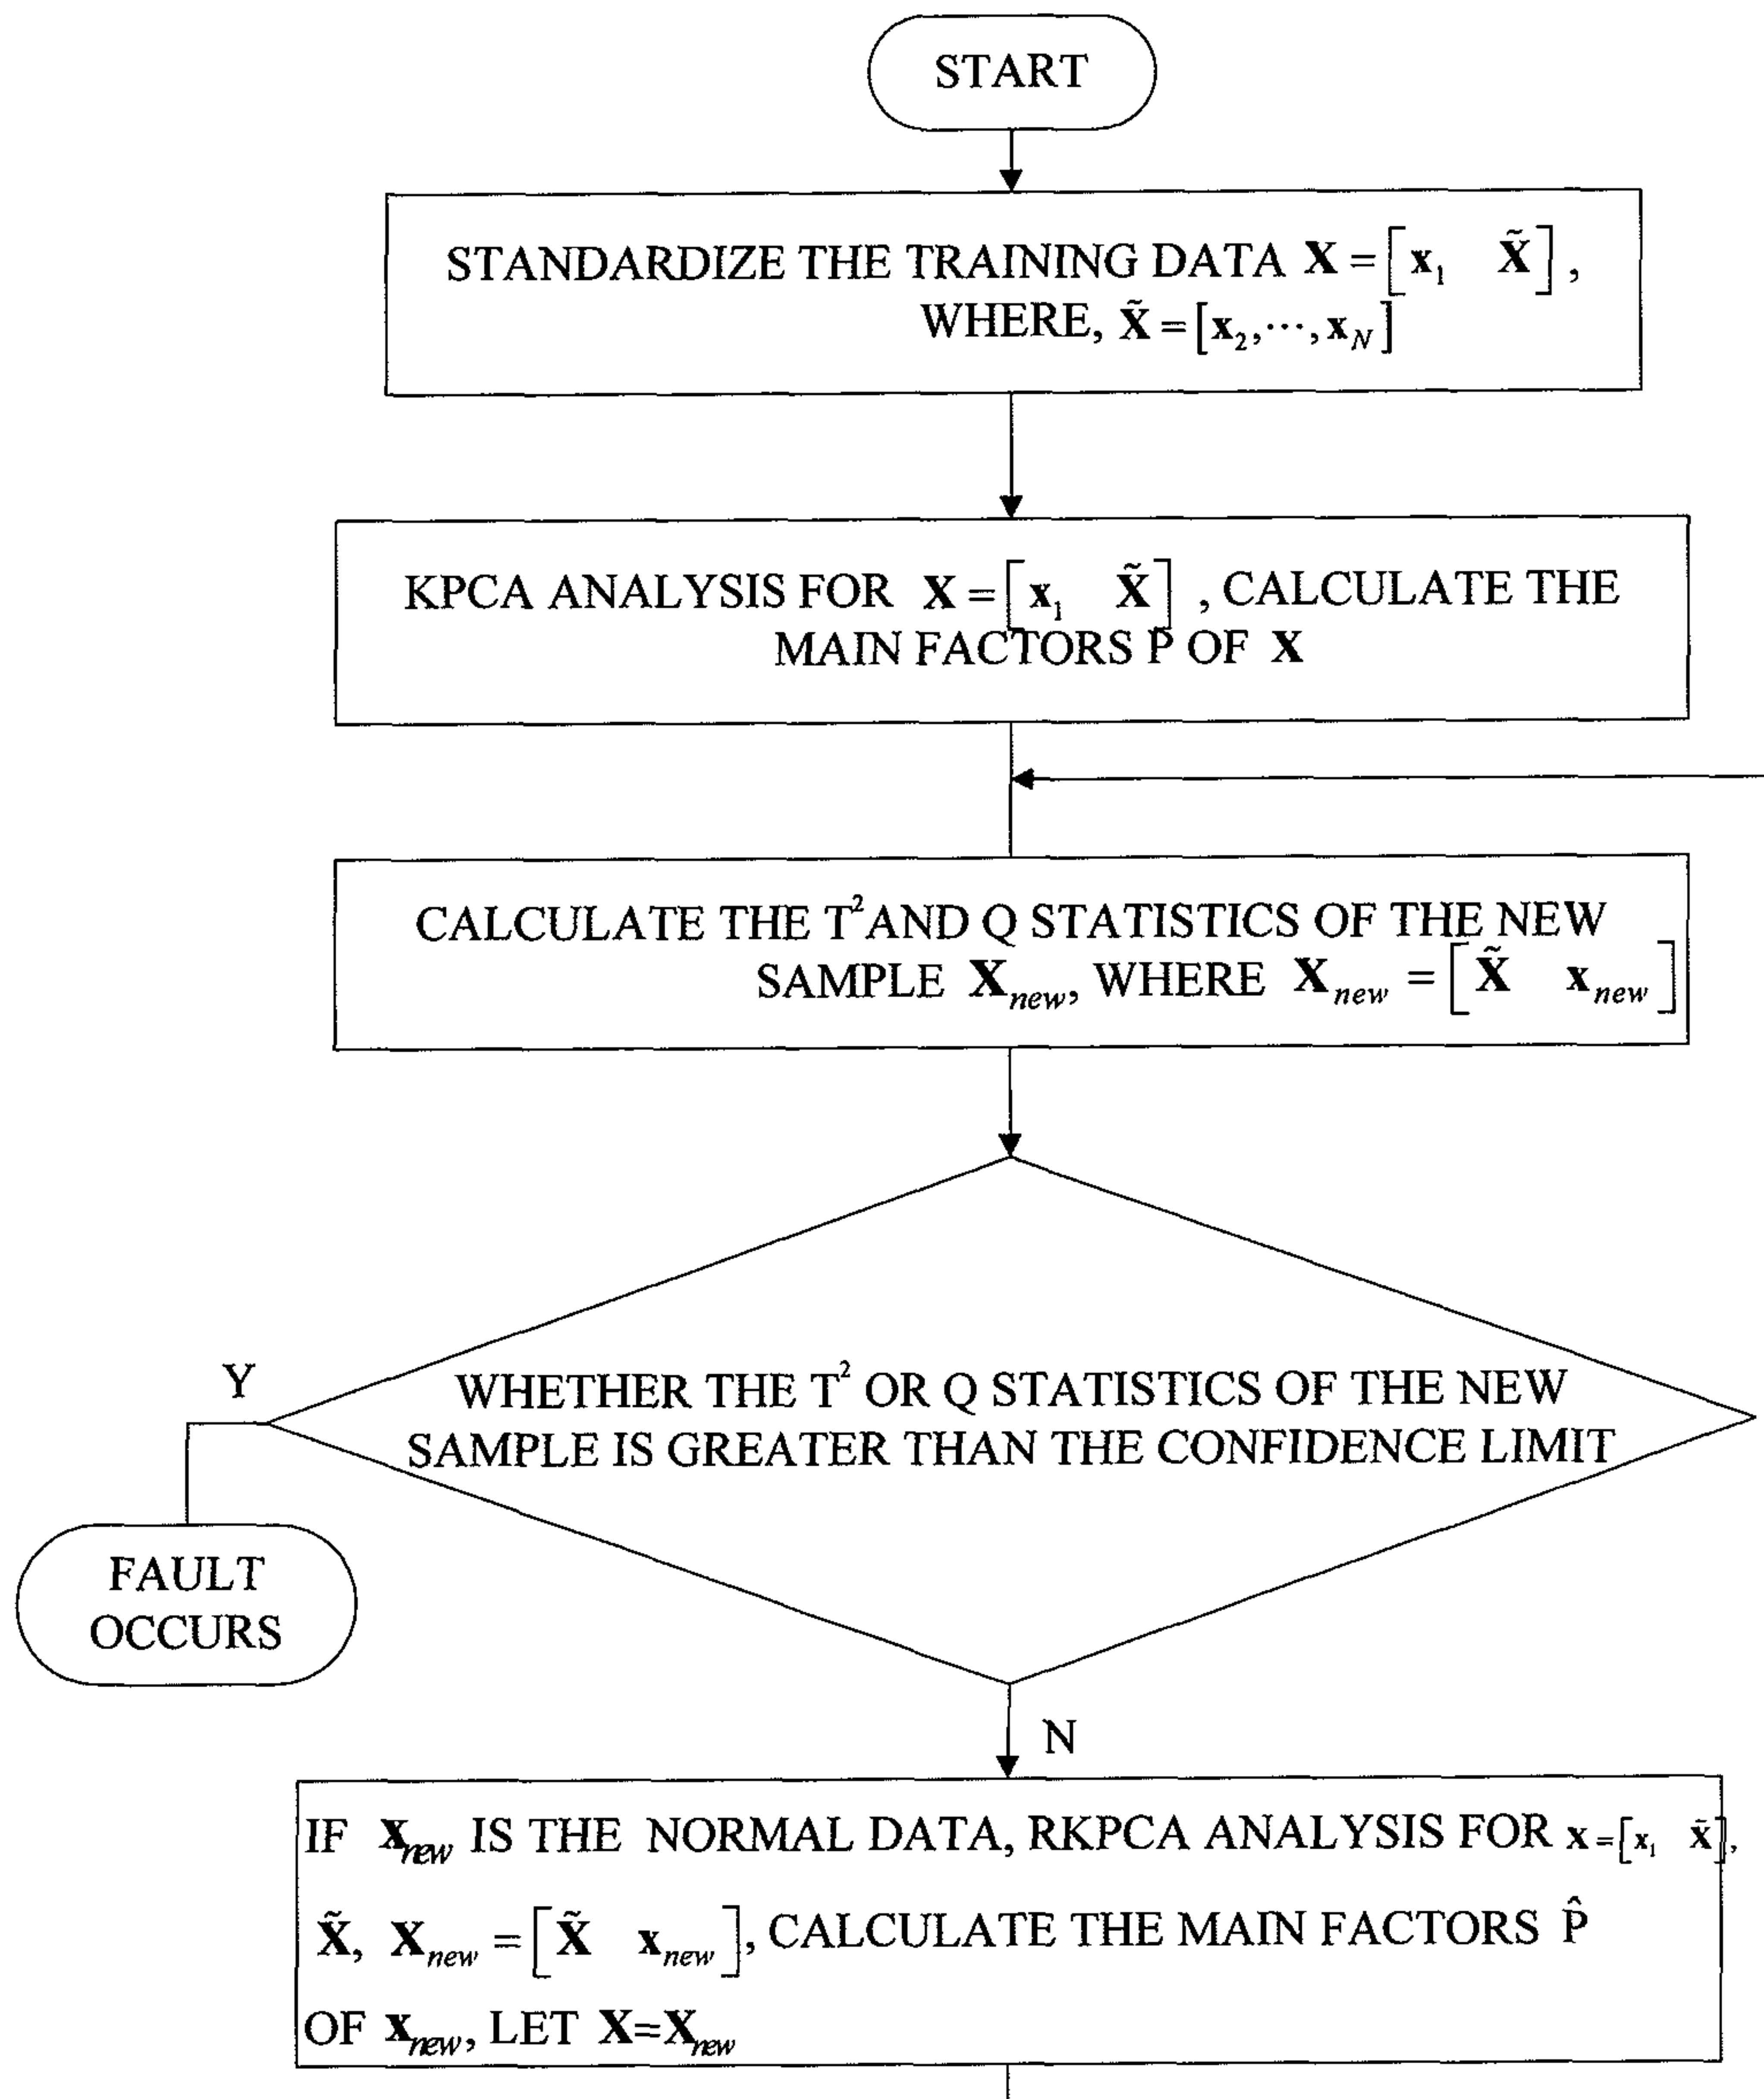 START
STANDARDIZE THE TRAINING DATA X = [x₁ X̃] ,
WHERE, X̃ = [x₂,⋯,x_N]
KPCA ANALYSIS FOR X = [x₁ X̃] , CALCULATE THE
MAIN FACTORS P OF X
CALCULATE THE T² AND Q STATISTICS OF THE NEW
SAMPLE X_new, WHERE X_new = [X̃ x_new]
Y
WHETHER THE T² OR Q STATISTICS OF THE NEW
SAMPLE IS GREATER THAN THE CONFIDENCE LIMIT
FAULT
OCCURS
N
IF x_new IS THE NORMAL DATA, RKPCA ANALYSIS FOR X = [x₁ X̃],
X̃, X_new = [X̃ x_new], CALCULATE THE MAIN FACTORS P̂
OF x_new, LET X=X_new